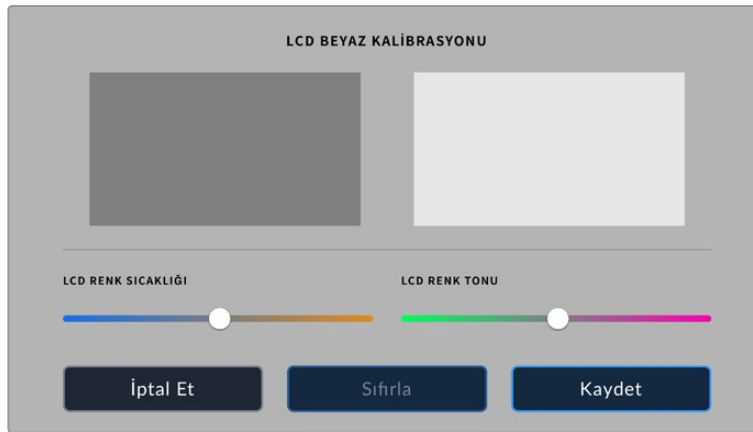 LCD BEYAZ KALİBRASYONU
LCD RENK SICAKLIĞI
LCD RENK TONU
İptal Et
Sıfırla
Kaydet